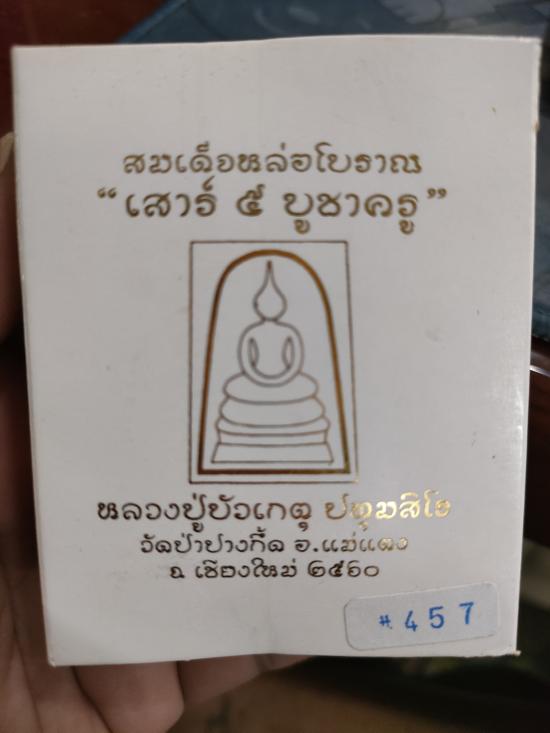 สมเด็จหล่อโบราณ
“เสาร์ ๕ บูชาครู”
หลวงปู่บัวเกตุ ปทุมสิโร
วัดป่าปางกึ้ด อ.แม่แตง
จ เชียงใหม่ ๒๕๖๐
#457